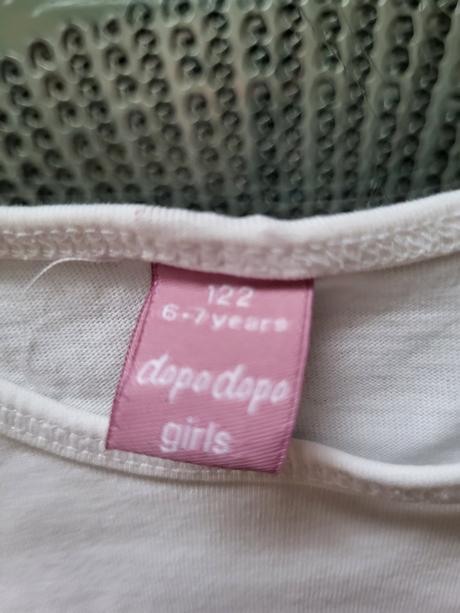 122
6-7 years
dopodopo
girls